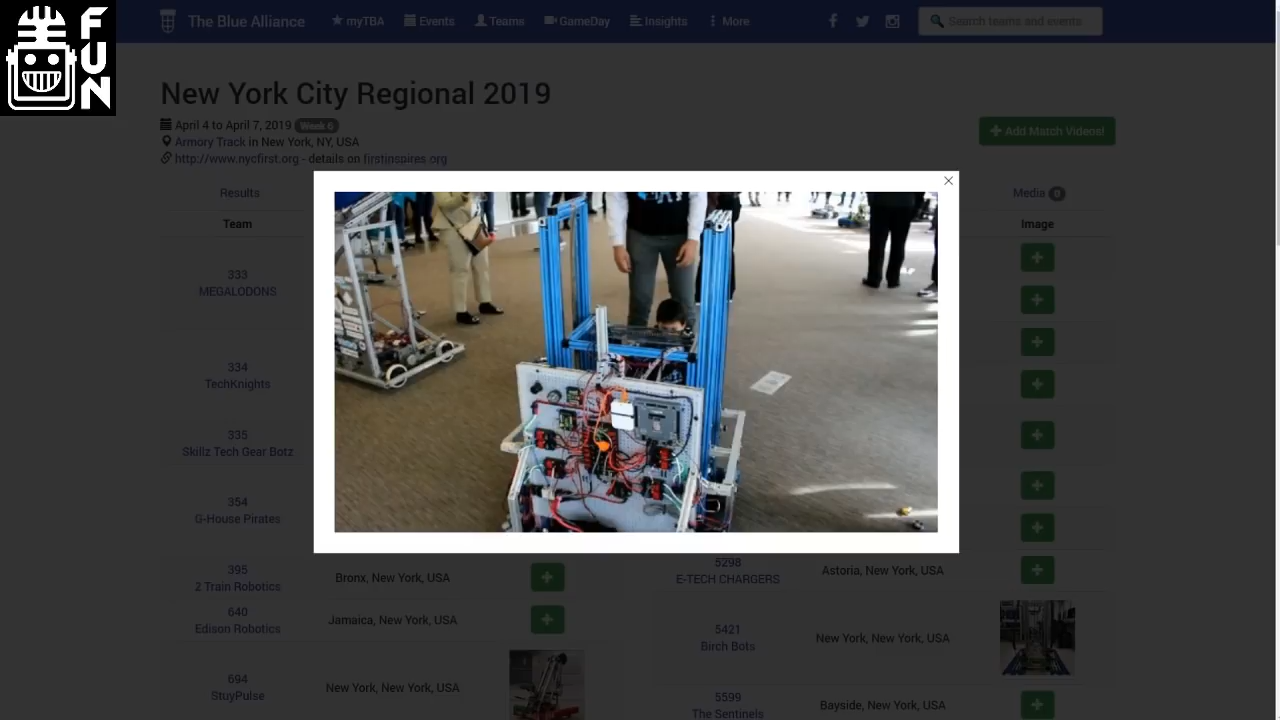 FUN
The Blue Alliance
myTBA
Events
Teams
GameDay
Insights
More
Search teams and events
New York City Regional 2019
April 4 to April 7, 2019 Week 6
Armory Track in New York, NY, USA
http://www.nycfirst.org - details on firstinspires.org
Add Match Videos!
Results
Media 0
Team
Image
333
MEGALODONS
334
TechKnights
335
Skillz Tech Gear Botz
354
G-House Pirates
395
2 Train Robotics
Bronx, New York, USA
640
Edison Robotics
Jamaica, New York, USA
694
StuyPulse
New York, New York, USA
5298
E-TECH CHARGERS
Astoria, New York, USA
5421
Birch Bots
New York, New York, USA
5599
The Sentinels
Bayside, New York, USA